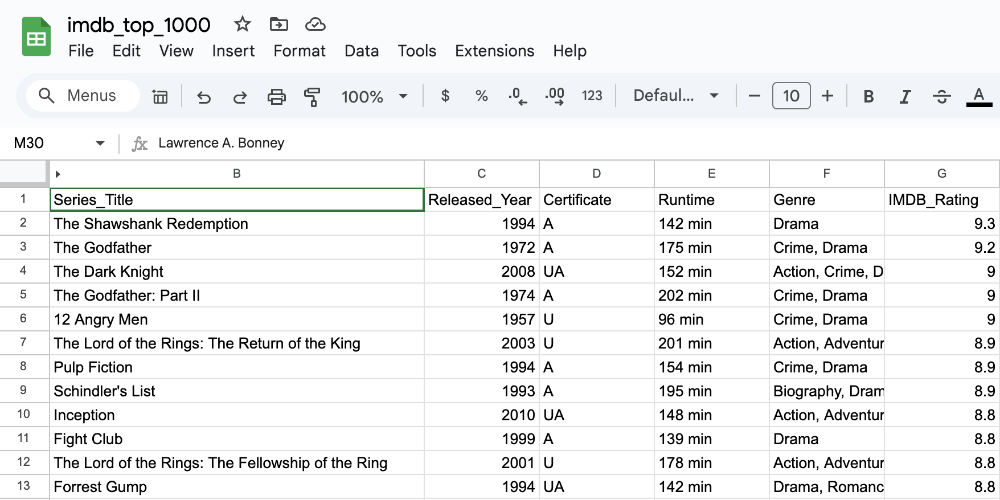 imdb_top_1000
File Edit View Insert Format Data Tools Extensions Help
Menus 100% $ % .0 .00 123 Defaul... − 10 + B I S A
M30 fx Lawrence A. Bonney
B C D E F G
1 Series_Title Released_Year Certificate Runtime Genre IMDB_Rating
2 The Shawshank Redemption 1994 A 142 min Drama 9.3
3 The Godfather 1972 A 175 min Crime, Drama 9.2
4 The Dark Knight 2008 UA 152 min Action, Crime, D 9
5 The Godfather: Part II 1974 A 202 min Crime, Drama 9
6 12 Angry Men 1957 U 96 min Crime, Drama 9
7 The Lord of the Rings: The Return of the King 2003 U 201 min Action, Adventur 8.9
8 Pulp Fiction 1994 A 154 min Crime, Drama 8.9
9 Schindler's List 1993 A 195 min Biography, Dram 8.9
10 Inception 2010 UA 148 min Action, Adventur 8.8
11 Fight Club 1999 A 139 min Drama 8.8
12 The Lord of the Rings: The Fellowship of the Ring 2001 U 178 min Action, Adventur 8.8
13 Forrest Gump 1994 UA 142 min Drama, Romanc 8.8